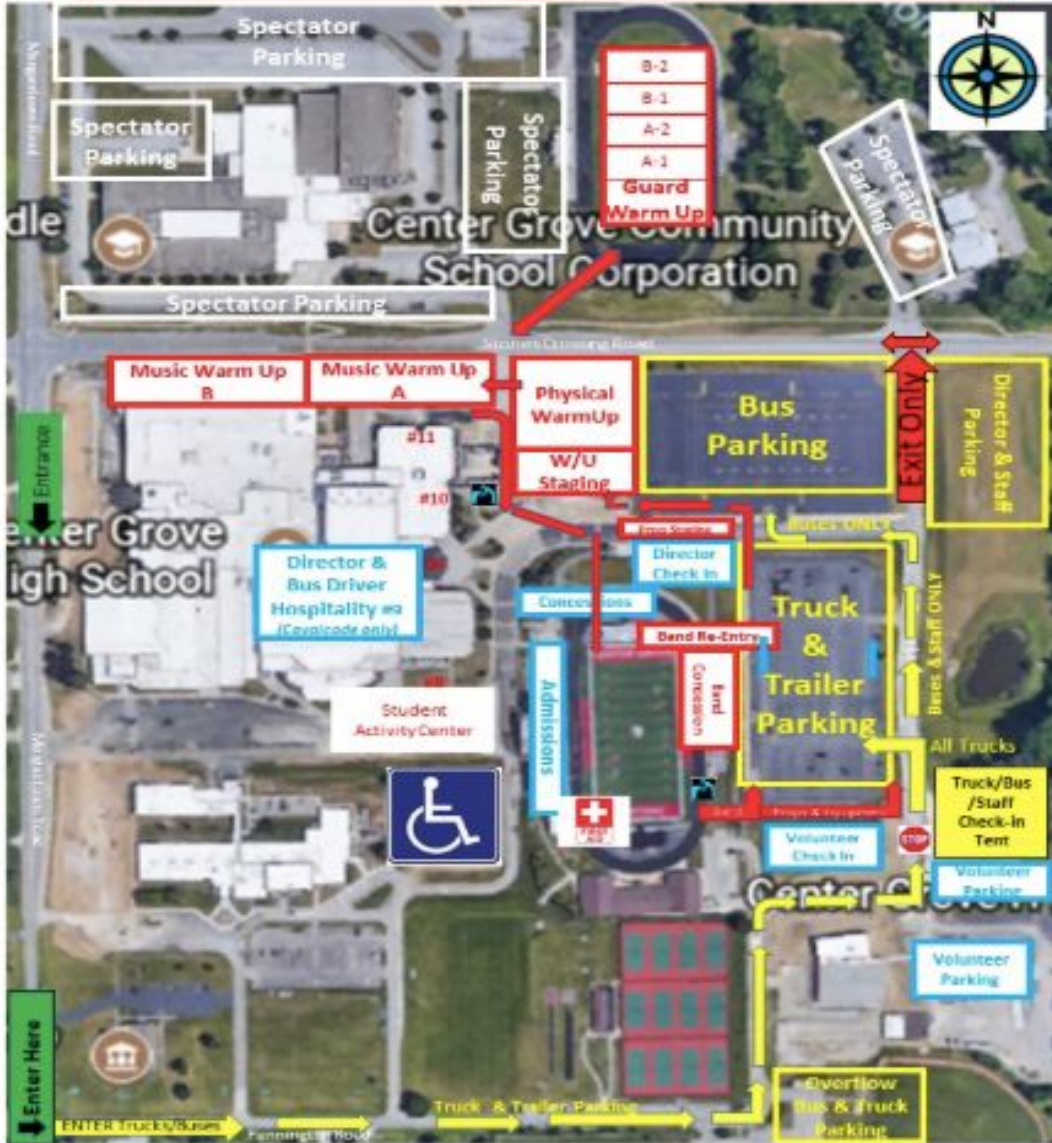 N
Spectator
Parking
B-2
B-1
A-2
A-1
Guard
Warm Up
Spectator
Parking
Spectator
Parking
Spectator
Parking
dle
Center Grove Community
School Corporation
Spectator Parking
Music Warm Up
B
Music Warm Up
A
Physical
WarmUp
Bus
Parking
Exit Only
Director & Staff
Parking
Entrance
#11
#10
W/U
Staging
enter Grove
igh School
BUSES ONLY
Director &
Bus Driver
Hospitality #9
(Cavalcade only)
Director
Check In
Concessions
Truck
&
Trailer
Parking
Buses & Staff ONLY
Band Re-Entry
Band
Concession
Admissions
Student
Activity Center
All Trucks
Truck/Bus
/Staff
Check-in
Tent
STOP
Volunteer
Check In
Volunteer
Parking
Center Grove
Volunteer
Parking
Enter Here
Overflow
Bus & Truck
Parking
Truck & Trailer Parking
ENTER Trucks/Buses